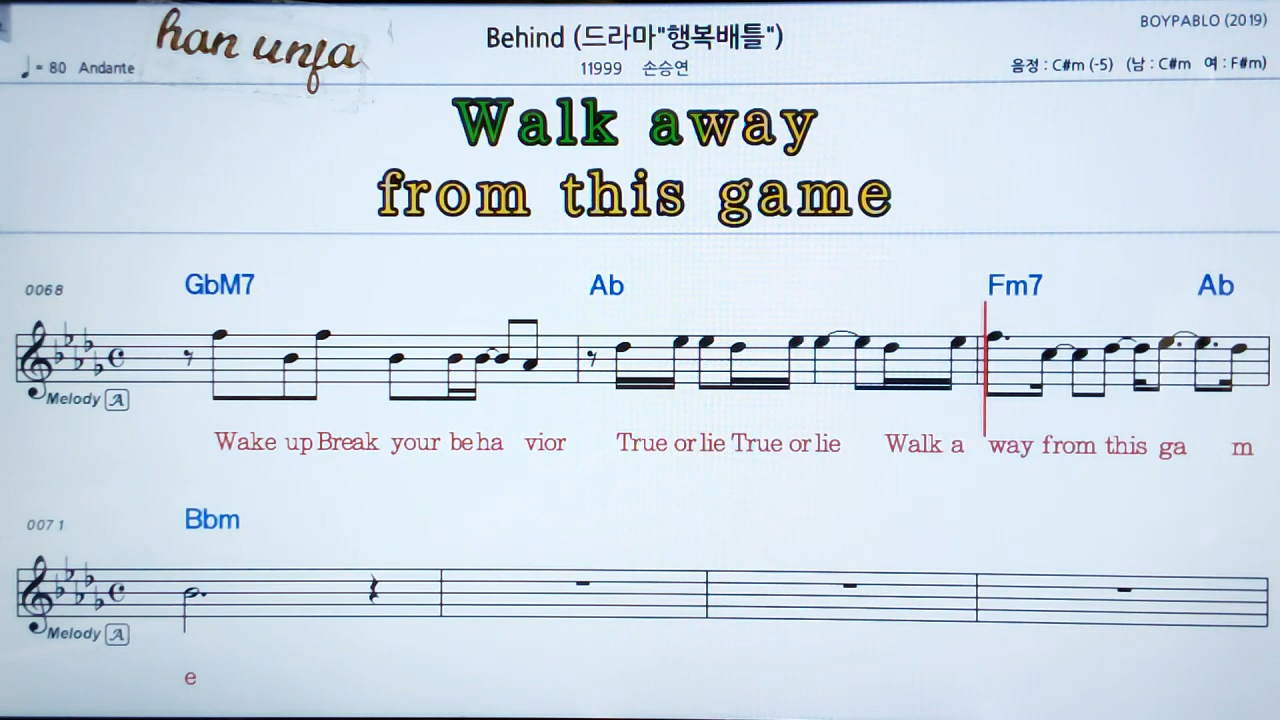 han unja
Behind (드라마"행복배틀")
BOYPABLO (2019)
♩= 80 Andante
11999 손승연
음정 : C#m (-5) (남 : C#m 여 : F#m)
Walk away
from this game
0068
GbM7 Ab Fm7 Ab
Melody A
Wake up Break your be ha vior True or lie True or lie Walk a way from this ga m
0071
Bbm
Melody A
e